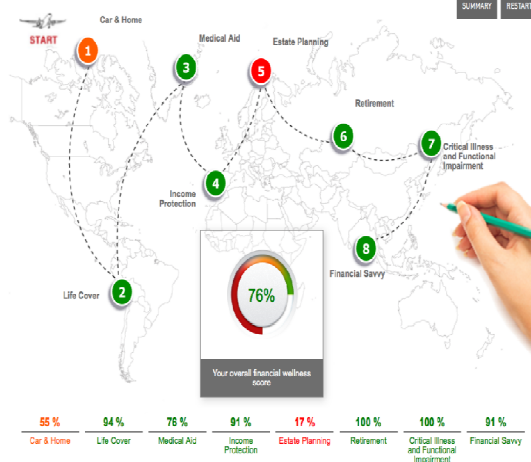 SUMMARY
RESTART
START
Car & Home
1
Medical Aid
3
Estate Planning
5
Retirement
6
7
Critical Illness
and Functional
Impairment
4
Income
Protection
8
Financial Savvy
2
Life Cover
76%
Your overall financial wellness
score
55 %
94 %
76 %
91 %
17 %
100 %
100 %
91 %
Car & Home
Life Cover
Medical Aid
Income
Protection
Estate Planning
Retirement
Critical Illness
and Functional
Impairment
Financial Savvy